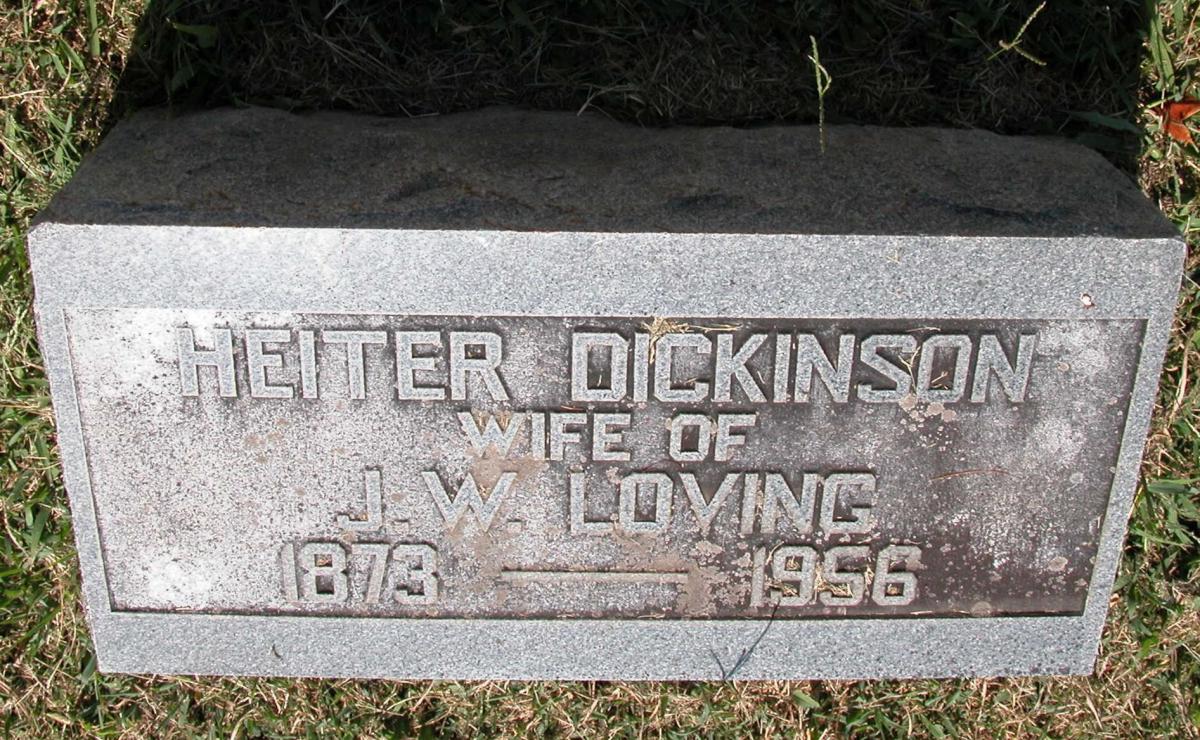 HEITER DICKINSON
WIFE OF
J. W. LOVING
1873 — 1956